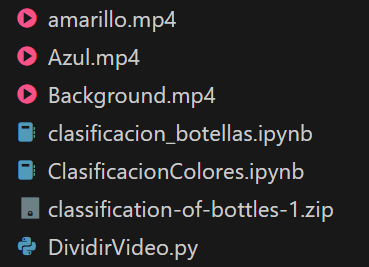 amarillo.mp4
Azul.mp4
Background.mp4
clasificacion_botellas.ipynb
ClasificacionColores.ipynb
classification-of-bottles-1.zip
DividirVideo.py